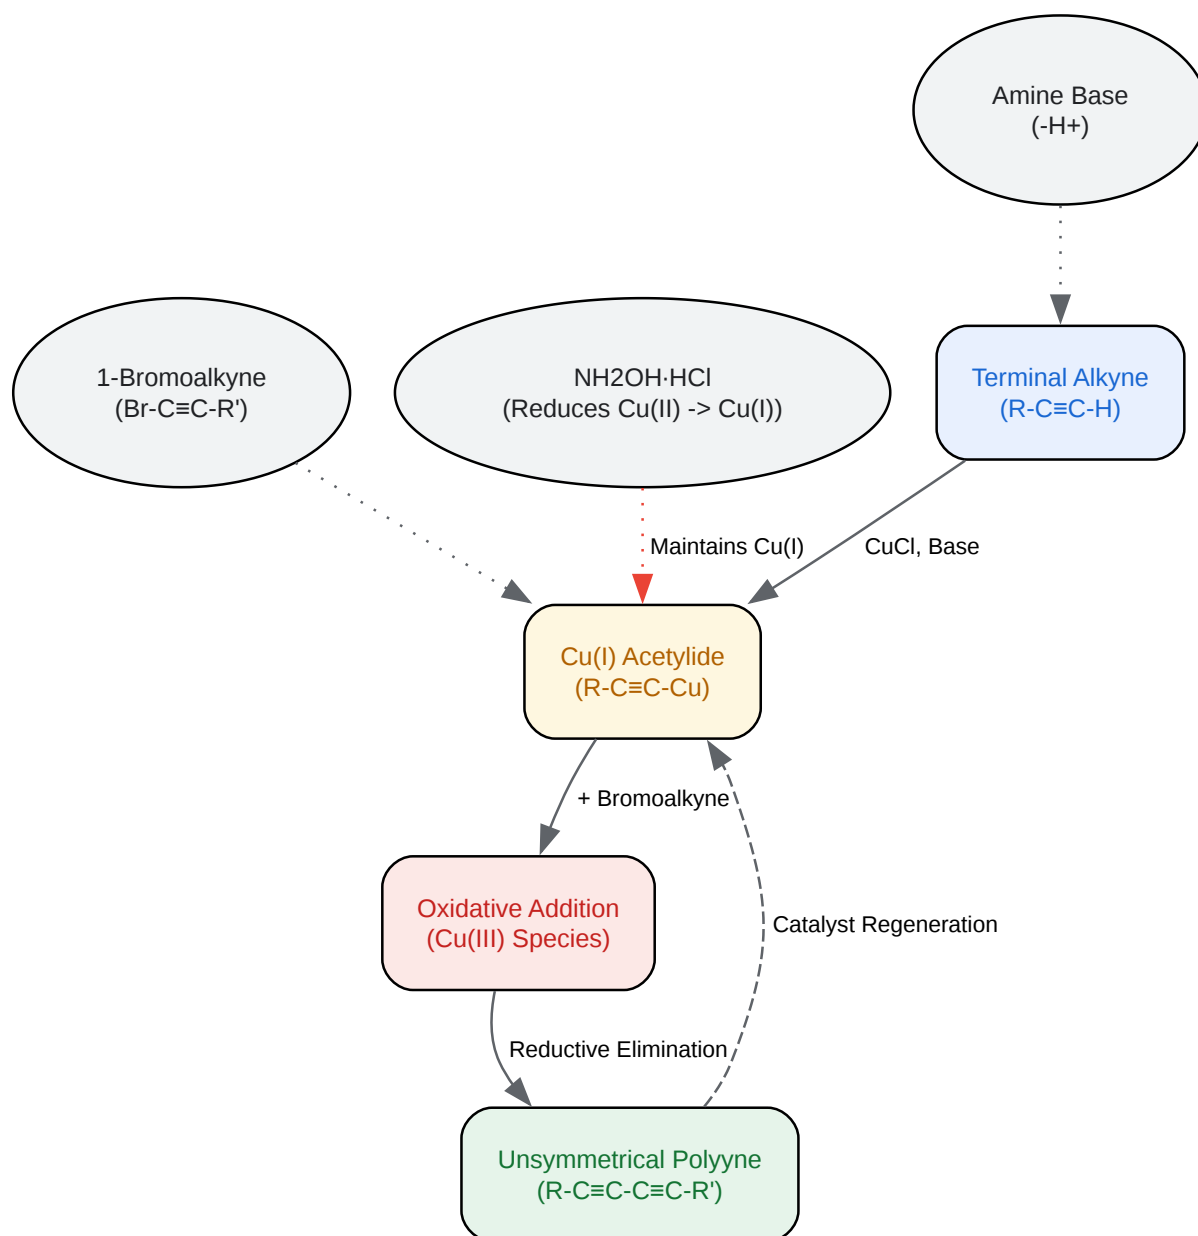 Amine Base
(-H+)
1-Bromoalkyne
(Br-C≡C-R')
NH2OH·HCl
(Reduces Cu(II) -> Cu(I))
Terminal Alkyne
(R-C≡C-H)
Maintains Cu(I)
CuCl, Base
Cu(I) Acetylide
(R-C≡C-Cu)
+ Bromoalkyne
Oxidative Addition
(Cu(III) Species)
Catalyst Regeneration
Reductive Elimination
Unsymmetrical Polyyne
(R-C≡C-C≡C-R')